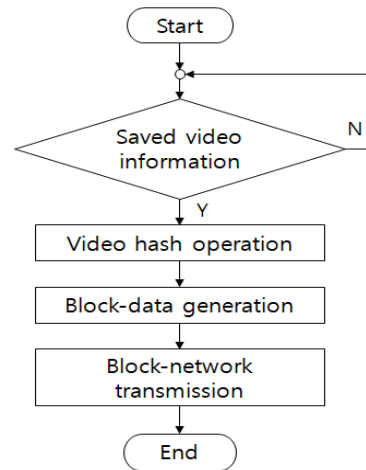 Start
Saved video
information
N
Y
Video hash operation
Block-data generation
Block-network
transmission
End